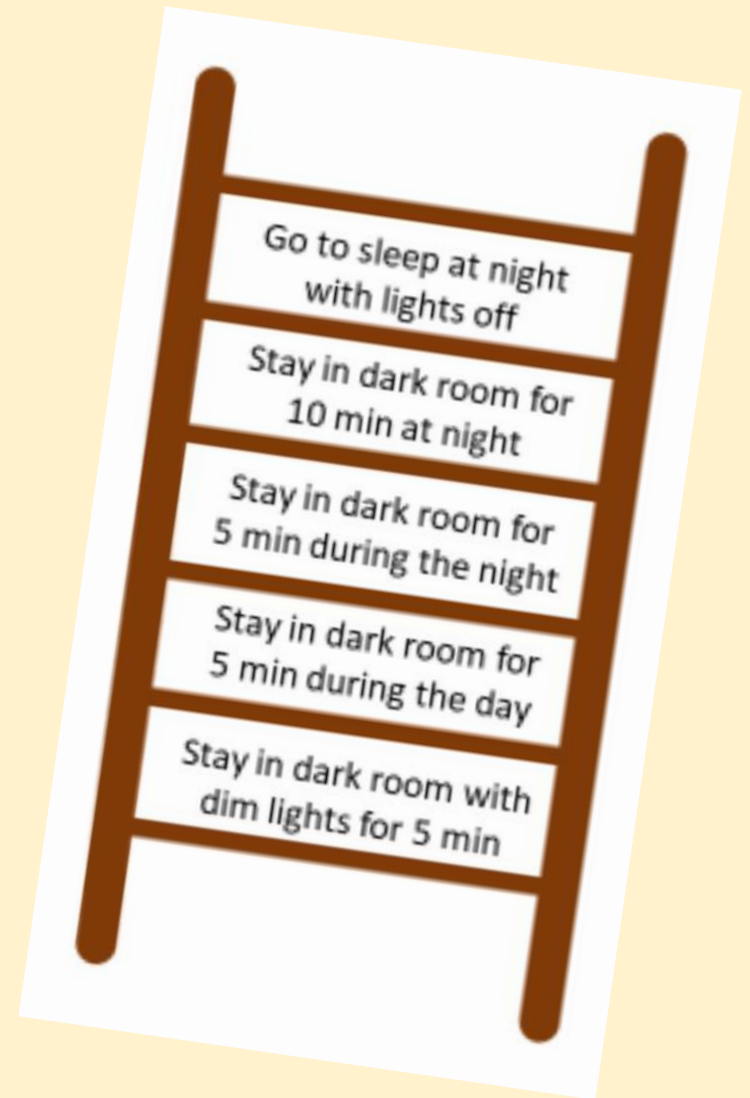 Go to sleep at night
with lights off
Stay in dark room for
10 min at night
Stay in dark room for
5 min during the night
Stay in dark room for
5 min during the day
Stay in dark room with
dim lights for 5 min